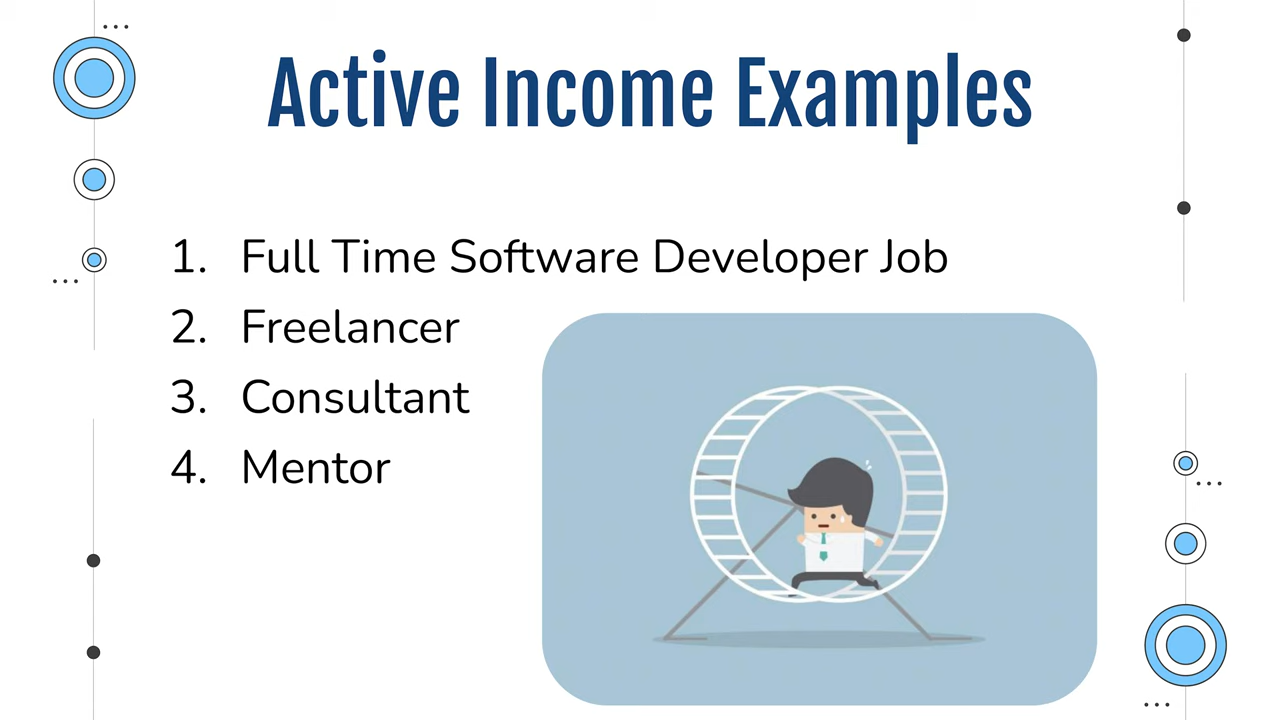 Active Income Examples
1. Full Time Software Developer Job
2. Freelancer
3. Consultant
4. Mentor